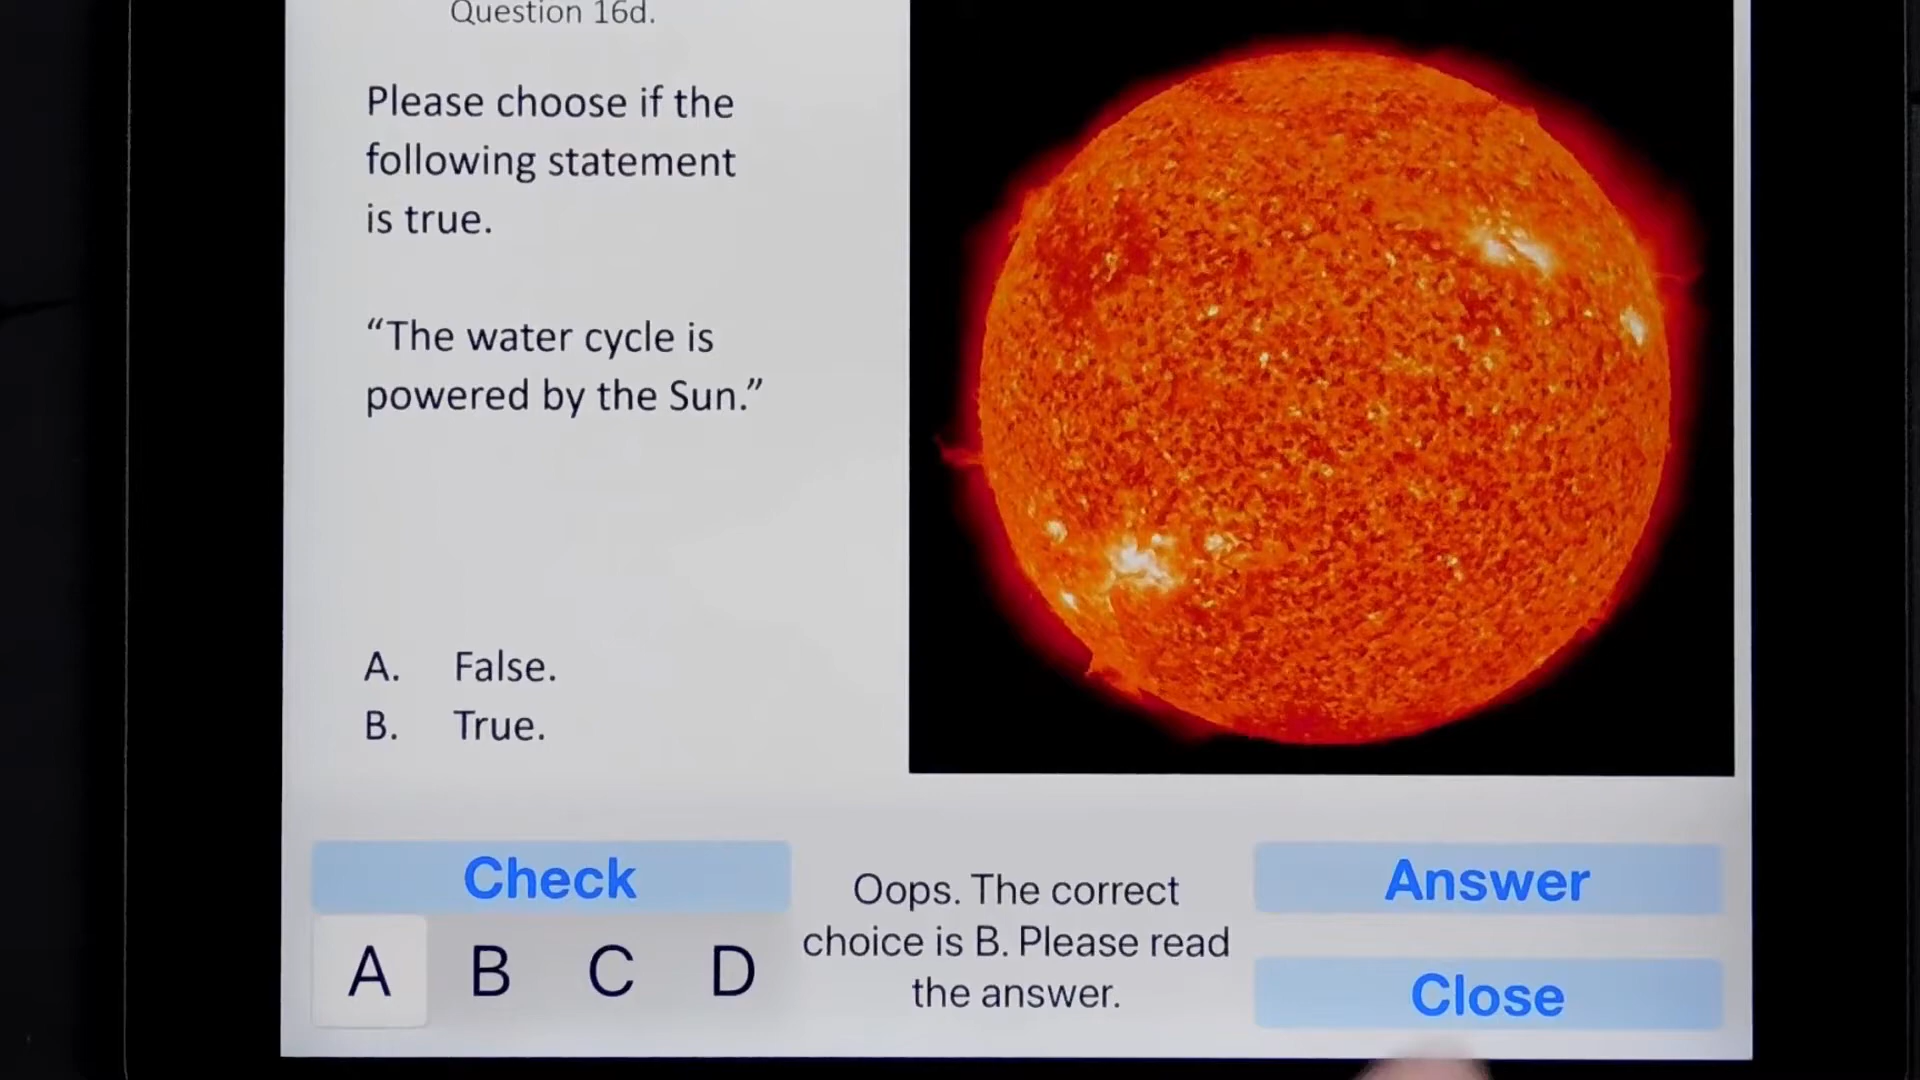 Question 16d.
Please choose if the
following statement
is true.
“The water cycle is
powered by the Sun.”
A. False.
B. True.
Check
A B C D
Oops. The correct
choice is B. Please read
the answer.
Answer
Close